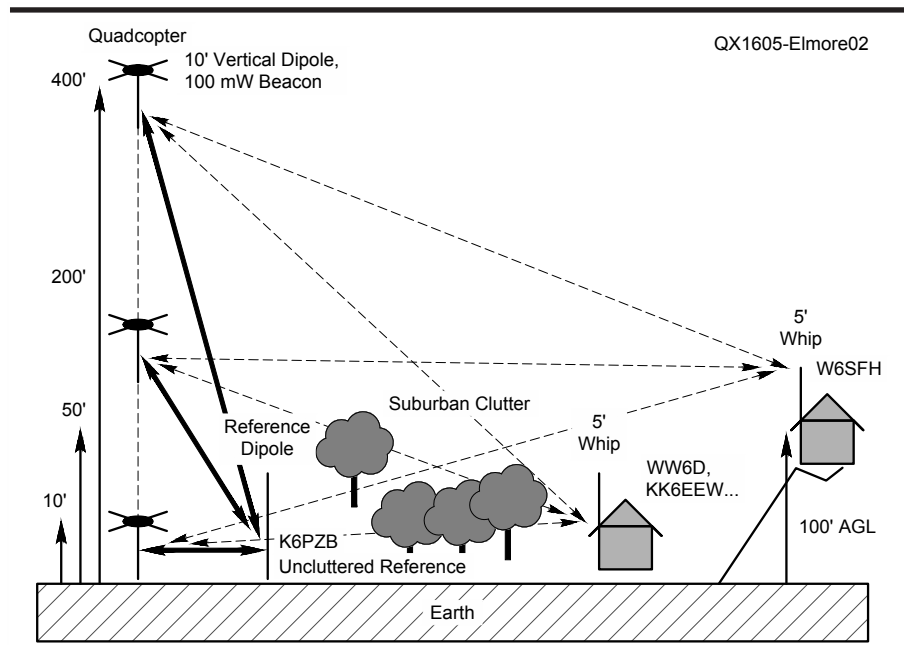 QX1605-Elmore02
Quadcopter
10' Vertical Dipole,
100 mW Beacon
400'
200'
5'
Whip
W6SFH
50'
Suburban Clutter
Reference
Dipole
5'
Whip
WW6D,
KK6EEW...
10'
100' AGL
K6PZB
Uncluttered Reference
Earth